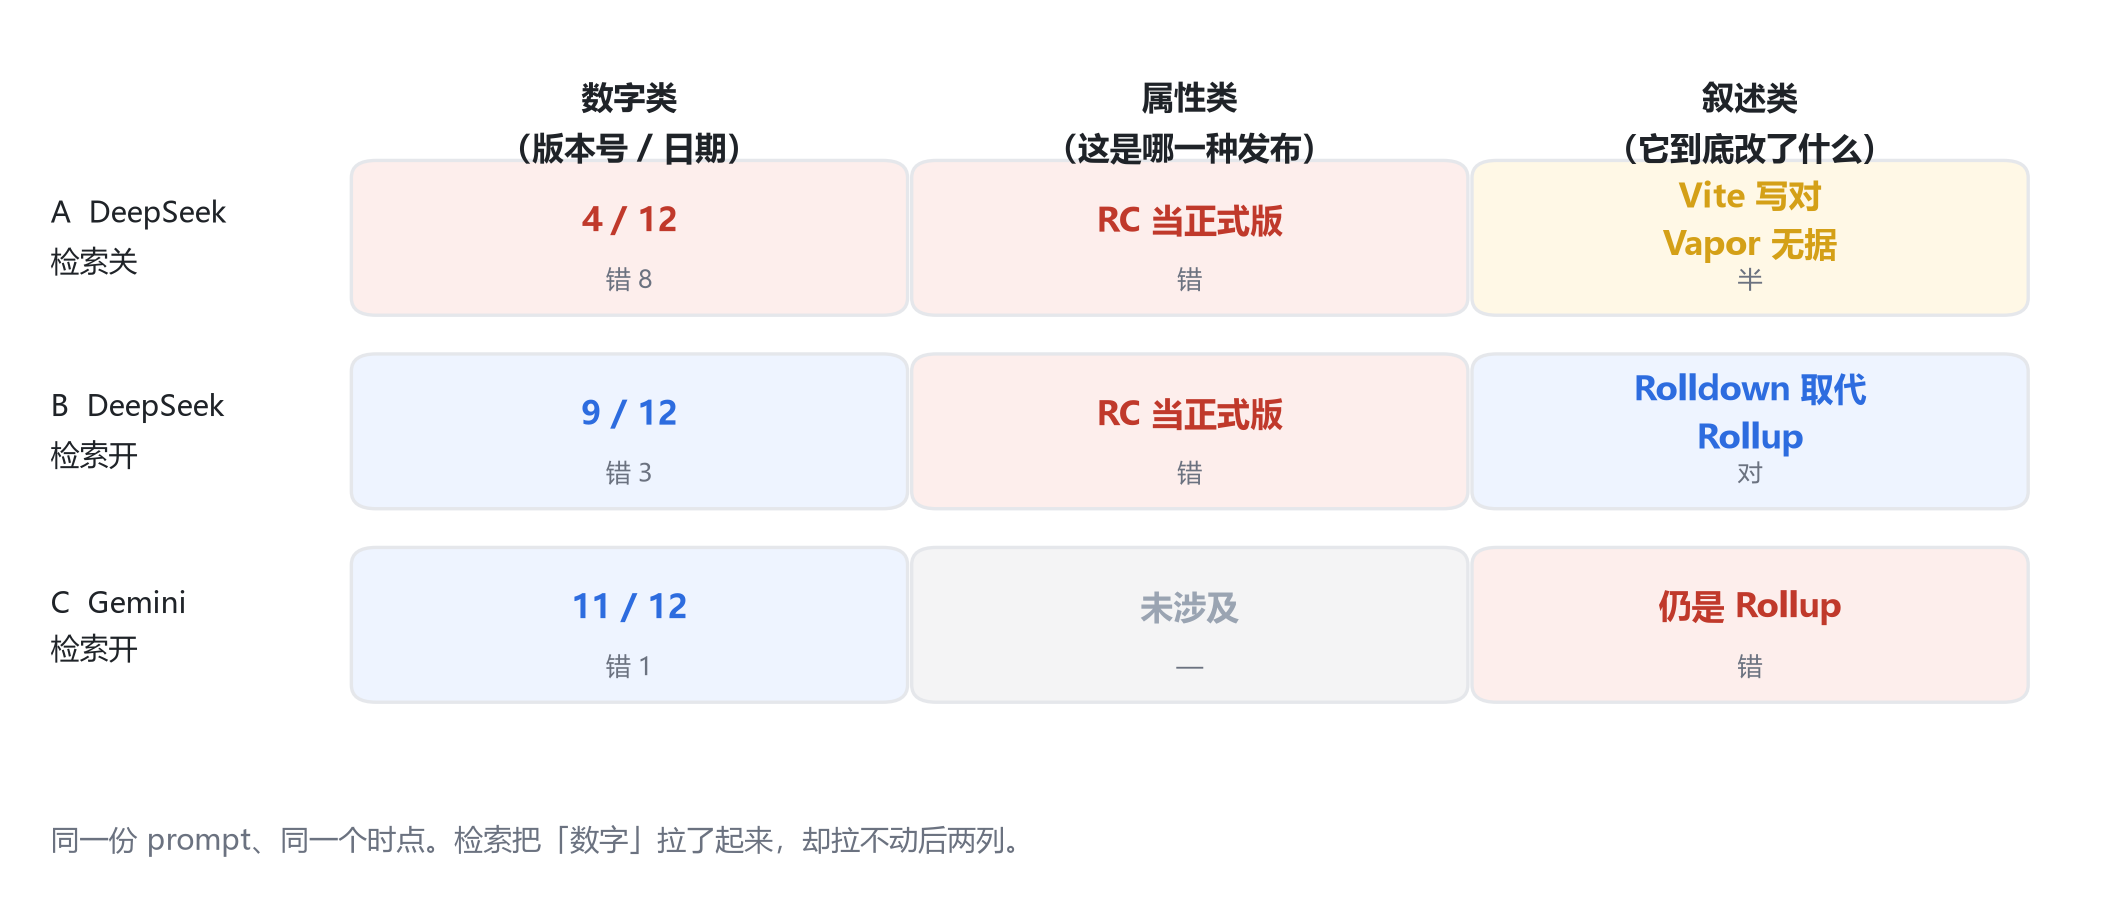 数字类
（版本号 / 日期）
属性类
（这是哪一种发布）
叙述类
（它到底改了什么）
A DeepSeek
检索关
4 / 12
错 8
RC 当正式版
错
Vite 写对
Vapor 无据
半
B DeepSeek
检索开
9 / 12
错 3
RC 当正式版
错
Rolldown 取代
Rollup
对
C Gemini
检索开
11 / 12
错 1
未涉及
—
仍是 Rollup
错
同一份 prompt、同一个时点。检索把「数字」拉了起来，却拉不动后两列。